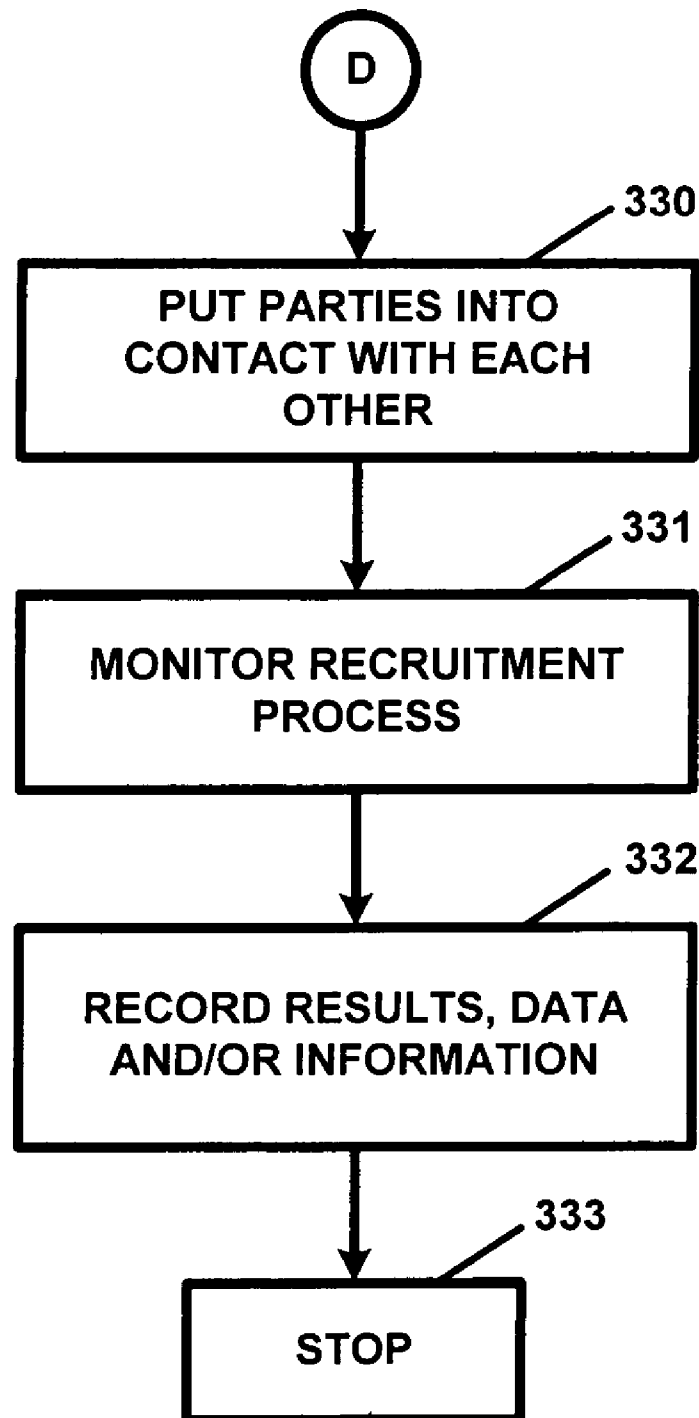 D
330
PUT PARTIES INTO
CONTACT WITH EACH
OTHER
331
MONITOR RECRUITMENT
PROCESS
332
RECORD RESULTS, DATA
AND/OR INFORMATION
333
STOP